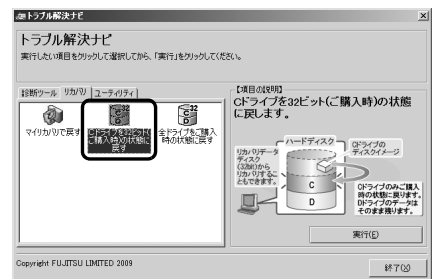 トラブル解決ナビ
トラブル解決ナビ
実行したい項目をクリックして選択してから、「実行」をクリックしてください。
診断ツール
リカバリ
ユーティリティ
マイリカバリで戻す
32
C
D
Cドライブを32ビット(ご購入時)の状態に戻す
32
C
D
全ドライブをご購入時の状態に戻す
【項目の説明】
Cドライブを32ビット(ご購入時)の状態
に戻します。
ハードディスク
リカバリデータ
ディスク
(32bit)から
リカバリするこ
ともできます。
Cドライブの
ディスクイメージ
C
D
Cドライブのみご購入
時の状態に戻ります。
Dドライブのデータは
そのまま残ります。
実行(E)
Copyright FUJITSU LIMITED 2009
終了(X)